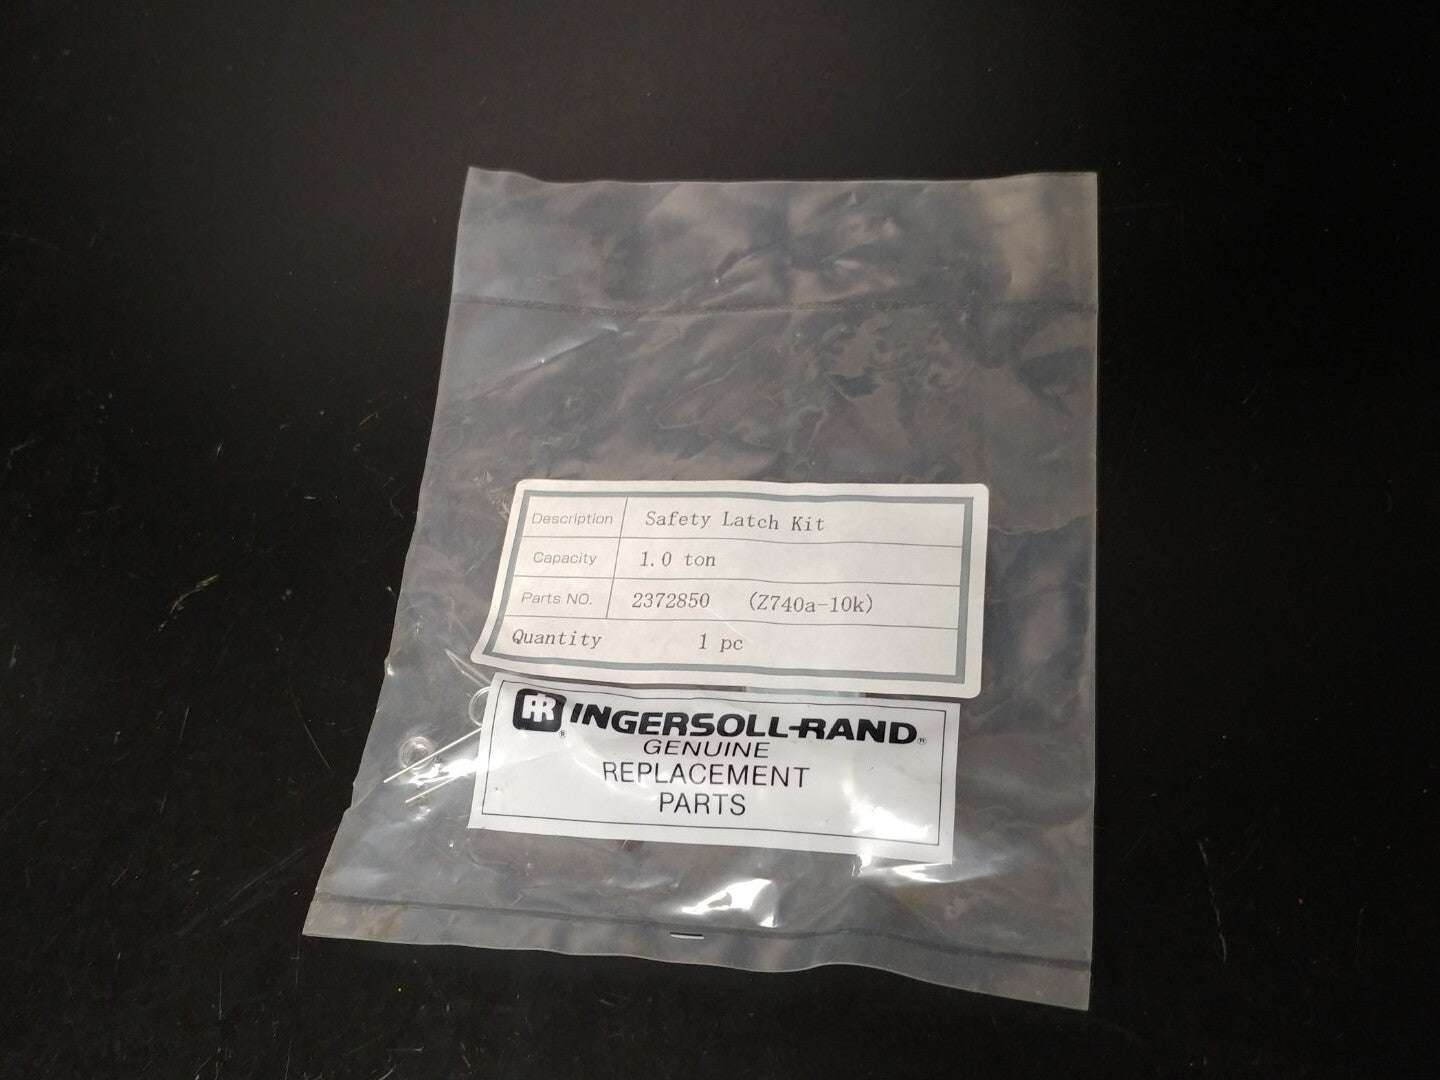 Description Safety Latch Kit
Capacity 1.0 ton
Parts NO. 2372850 (Z740a-10k)
Quantity 1 pc
IR® INGERSOLL-RAND®
GENUINE
REPLACEMENT
PARTS